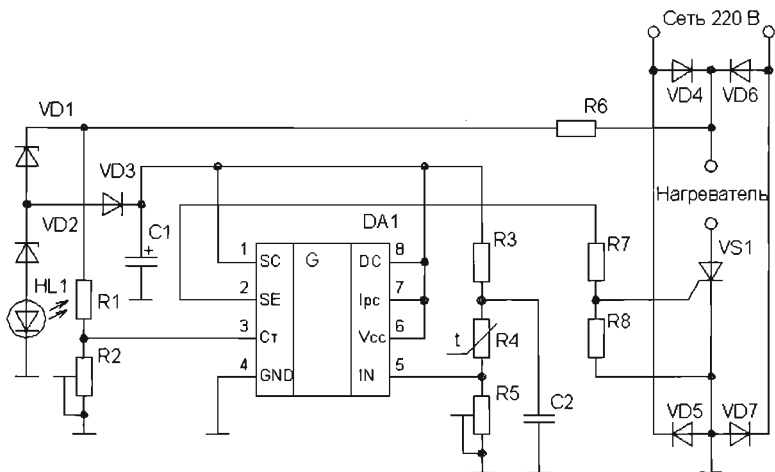 Сеть 220 В
VD4
VD6
R6
VD1
VD3
VD2
Нагреватель
DA1
C1
+
R3
R7
VS1
HL1
1
SC
G
DC
8
2
SE
Ipc
7
R1
R8
3
Ст
Vcc
6
t
R4
R2
4
GND
IN
5
R5
C2
VD5
VD7